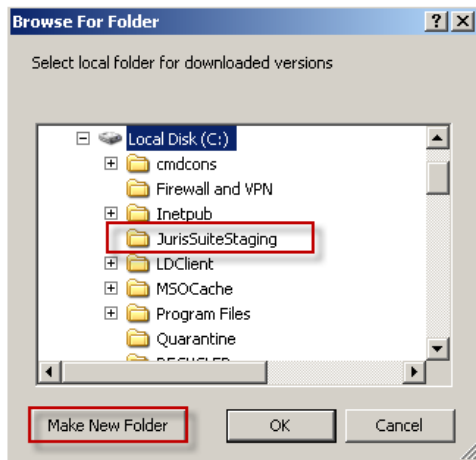 Browse For Folder
Select local folder for downloaded versions
Local Disk (C:)
cmdcons
Firewall and VPN
Inetpub
JurisSuiteStaging
LDClient
MSOCache
Program Files
Quarantine
Make New Folder
OK
Cancel